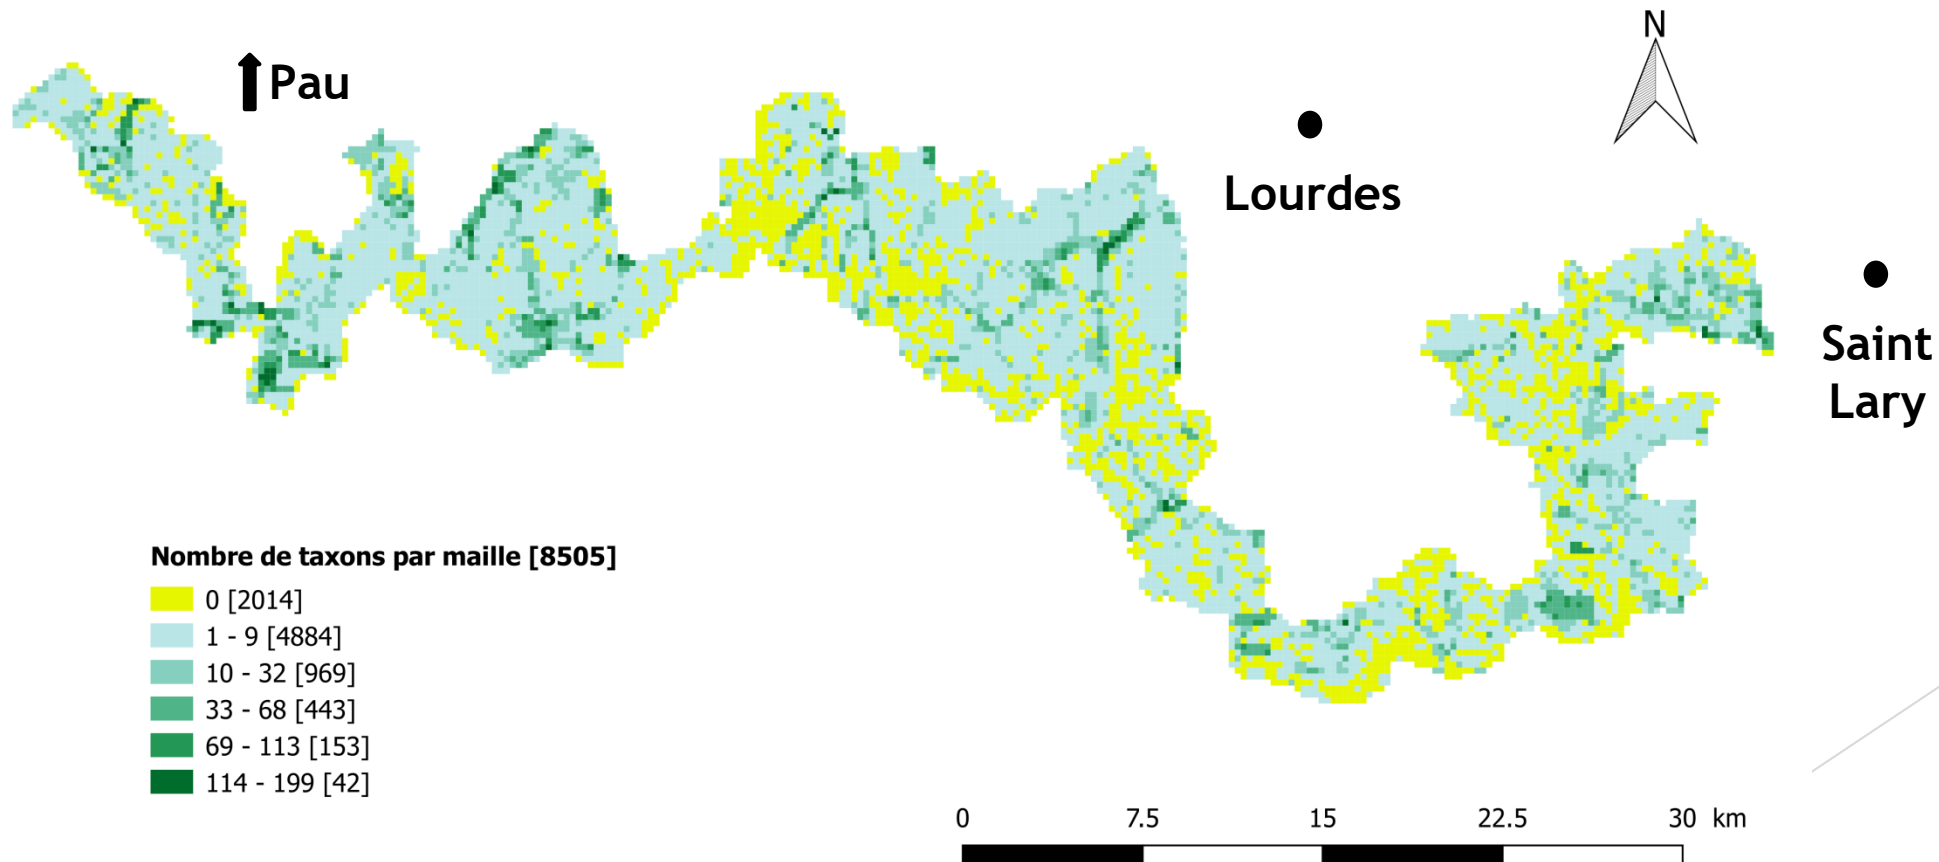 N
Pau
Lourdes
Saint
Lary
Nombre de taxons par maille [8505]
0 [2014]
1 - 9 [4884]
10 - 32 [969]
33 - 68 [443]
69 - 113 [153]
114 - 199 [42]
0 7.5 15 22.5 30 km